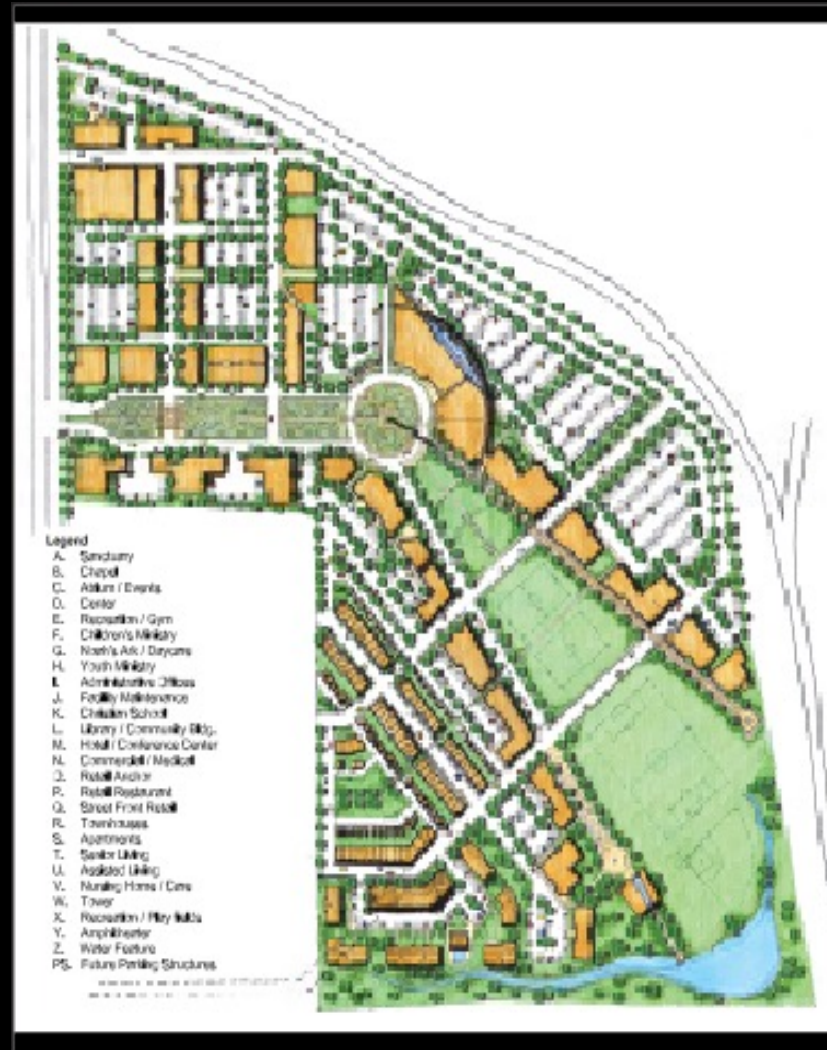 Legend
A. Sanctuary
B. Chapel
C. Atrium / Events
D. Center
E. Recreation / Gym
F. Children's Ministry
G. Noah's Ark / Daycare
H. Youth Ministry
I. Administrative Offices
J. Facility Maintenance
K. Christian School
L. Library / Community Bldg.
M. Hotel / Conference Center
N. Commercial / Medical
O. Retail Anchor
P. Retail Restaurant
Q. Street Front Retail
R. Townhouses
S. Apartments
T. Senior Living
U. Assisted Living
V. Nursing Home / Care
W. Tower
X. Recreation / Play fields
Y. Amphitheater
Z. Water Feature
PS. Future Parking Structures